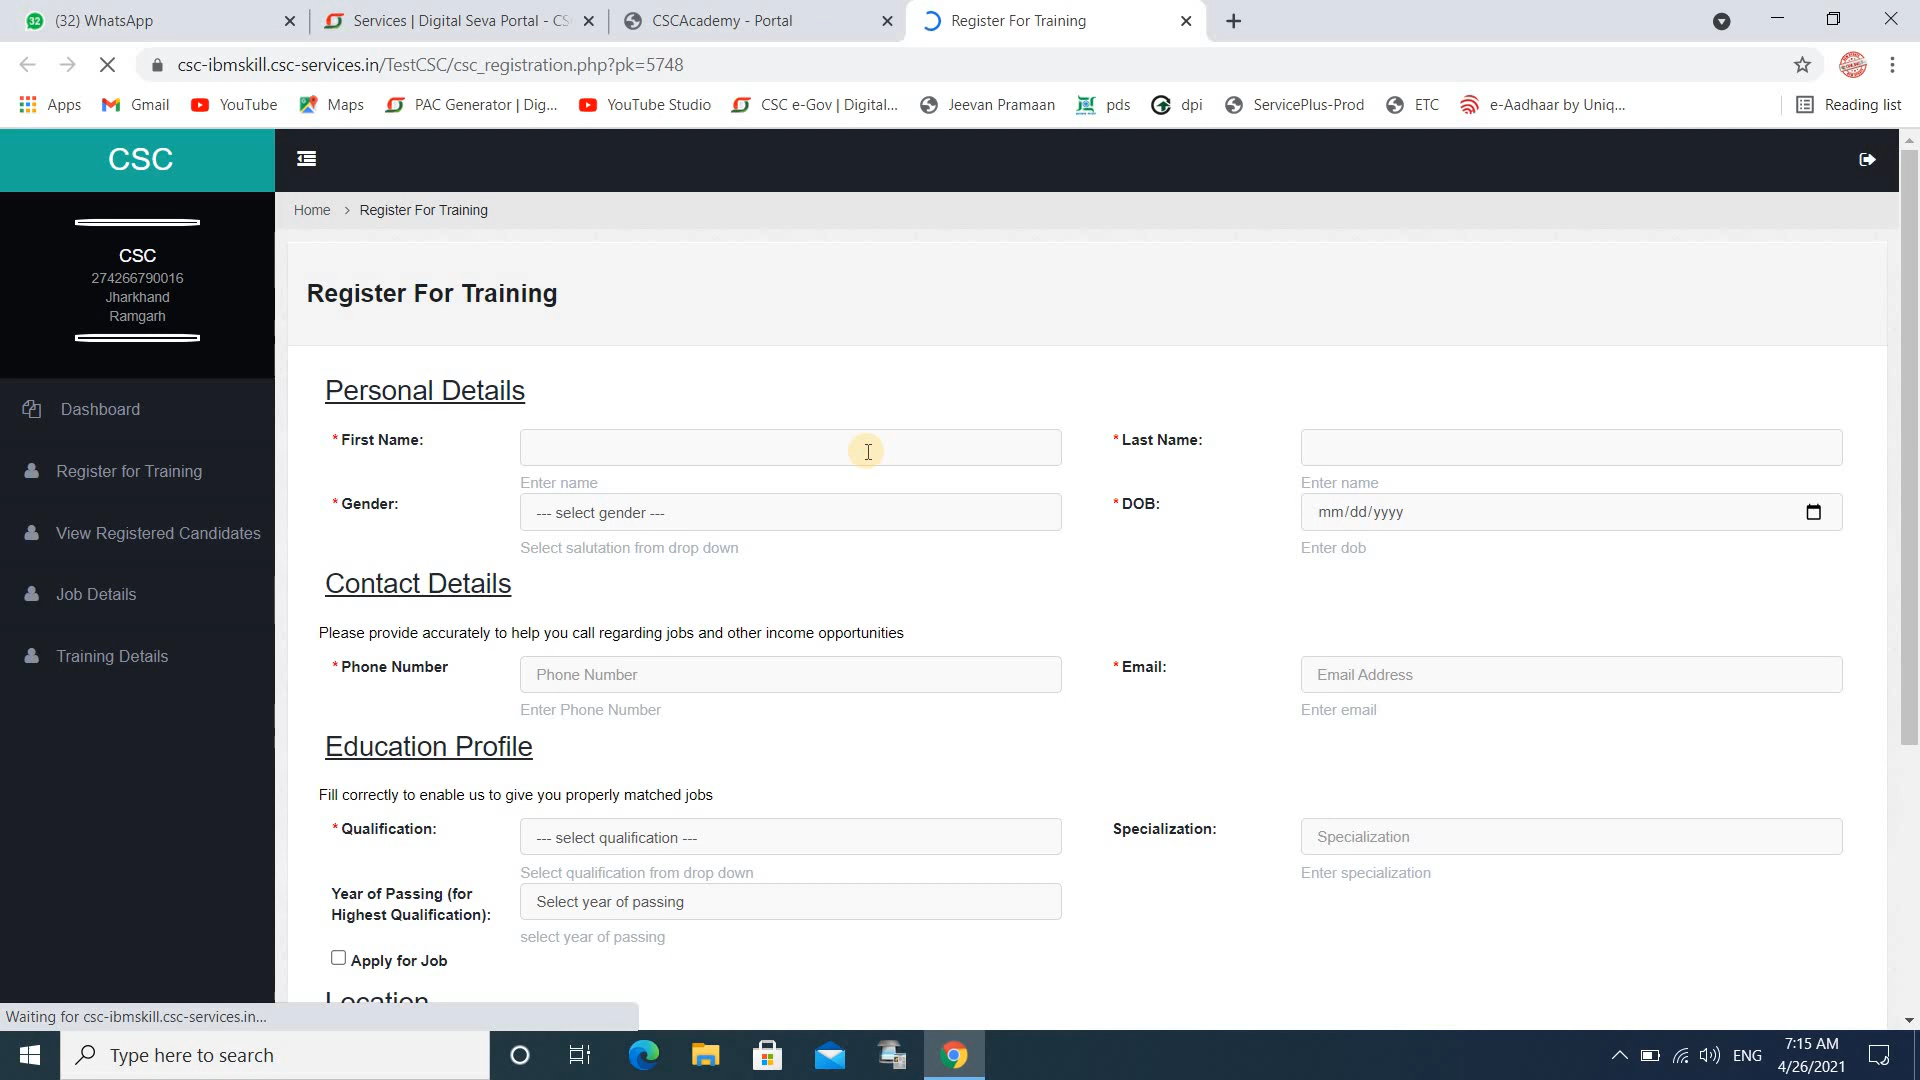 32 (32) WhatsApp
Services | Digital Seva Portal - CS
CSCAcademy - Portal
Register For Training
csc-ibmskill.csc-services.in/TestCSC/csc_registration.php?pk=5748
Apps Gmail YouTube Maps PAC Generator | Dig... YouTube Studio CSC e-Gov | Digital... Jeevan Pramaan pds dpi ServicePlus-Prod ETC e-Aadhaar by Uniq... Reading list
CSC
CSC
274266790016
Jharkhand
Ramgarh
Dashboard
Register for Training
View Registered Candidates
Job Details
Training Details
Home > Register For Training
Register For Training
Personal Details
* First Name:
Enter name
* Last Name:
Enter name
* Gender: --- select gender ---
Select salutation from drop down
* DOB: mm/dd/yyyy
Enter dob
Contact Details
Please provide accurately to help you call regarding jobs and other income opportunities
* Phone Number Phone Number
Enter Phone Number
* Email: Email Address
Enter email
Education Profile
Fill correctly to enable us to give you properly matched jobs
* Qualification: --- select qualification ---
Select qualification from drop down
Specialization: Specialization
Enter specialization
Year of Passing (for
Highest Qualification):
Select year of passing
select year of passing
Apply for Job
Location
Waiting for csc-ibmskill.csc-services.in...
Type here to search
ENG
7:15 AM
4/26/2021